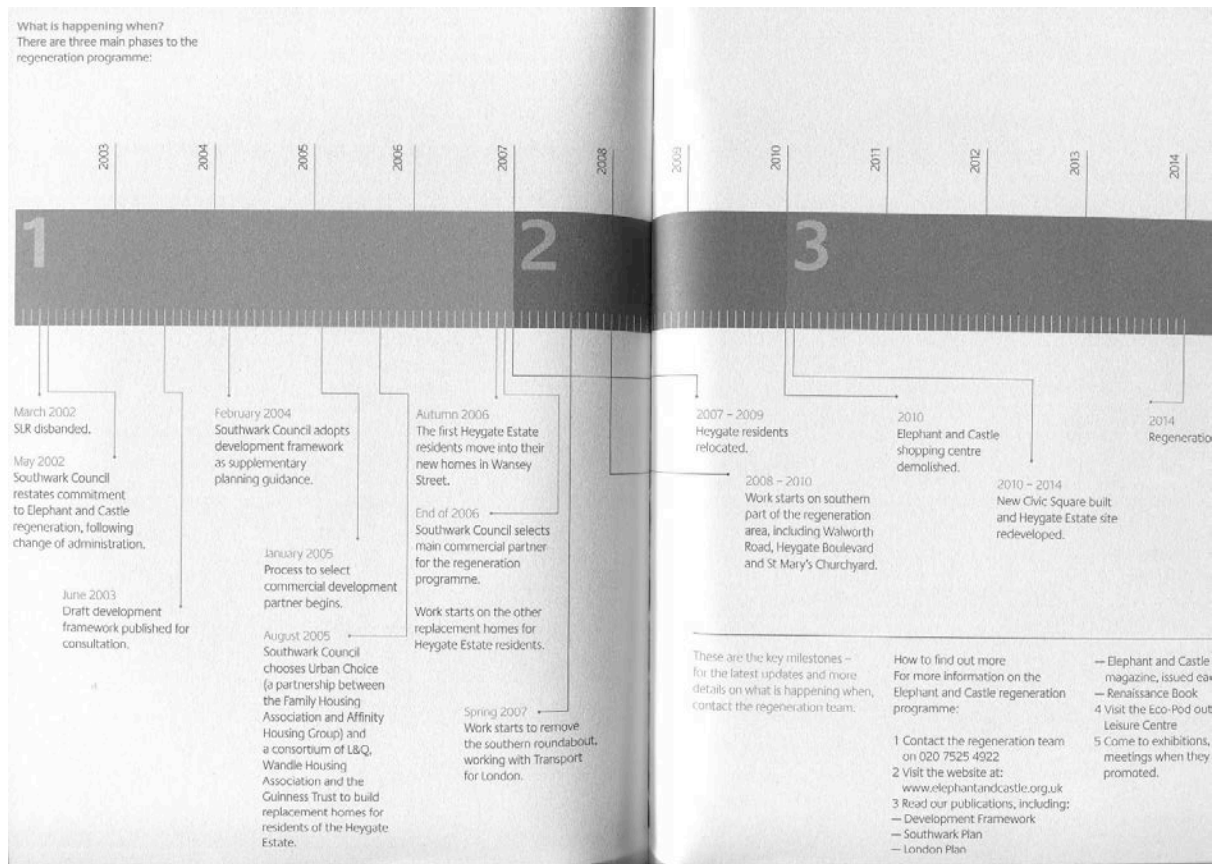 What is happening when?
There are three main phases to the
regeneration programme:
2003
2004
2005
2006
2007
2008
2009
2010
2011
2012
2013
2014
1
2
3
March 2002
SLR disbanded.
May 2002
Southwark Council
restates commitment
to Elephant and Castle
regeneration, following
change of administration.
June 2003
Draft development
framework published for
consultation.
February 2004
Southwark Council adopts
development framework
as supplementary
planning guidance.
January 2005
Process to select
commercial development
partner begins.
August 2005
Southwark Council
chooses Urban Choice
(a partnership between
the Family Housing
Association and Affinity
Housing Group) and
a consortium of L&Q,
Wandle Housing
Association and the
Guinness Trust to build
replacement homes for
residents of the Heygate
Estate.
Autumn 2006
The first Heygate Estate
residents move into their
new homes in Wansey
Street.
End of 2006
Southwark Council selects
main commercial partner
for the regeneration
programme.
Work starts on the other
replacement homes for
Heygate Estate residents.
Spring 2007
Work starts to remove
the southern roundabout,
working with Transport
for London.
2007 – 2009
Heygate residents
relocated.
2008 – 2010
Work starts on southern
part of the regeneration
area, including Walworth
Road, Heygate Boulevard
and St Mary's Churchyard.
2010
Elephant and Castle
shopping centre
demolished.
2010 – 2014
New Civic Square built
and Heygate Estate site
redeveloped.
2014
Regeneratio
These are the key milestones –
for the latest updates and more
details on what is happening when,
contact the regeneration team.
How to find out more
For more information on the
Elephant and Castle regeneration
programme:
1 Contact the regeneration team
on 020 7525 4922
2 Visit the website at:
www.elephantandcastle.org.uk
3 Read our publications, including:
— Development Framework
— Southwark Plan
— London Plan
— Elephant and Castle
magazine, issued ea
— Renaissance Book
4 Visit the Eco-Pod out
Leisure Centre
5 Come to exhibitions,
meetings when they
promoted.